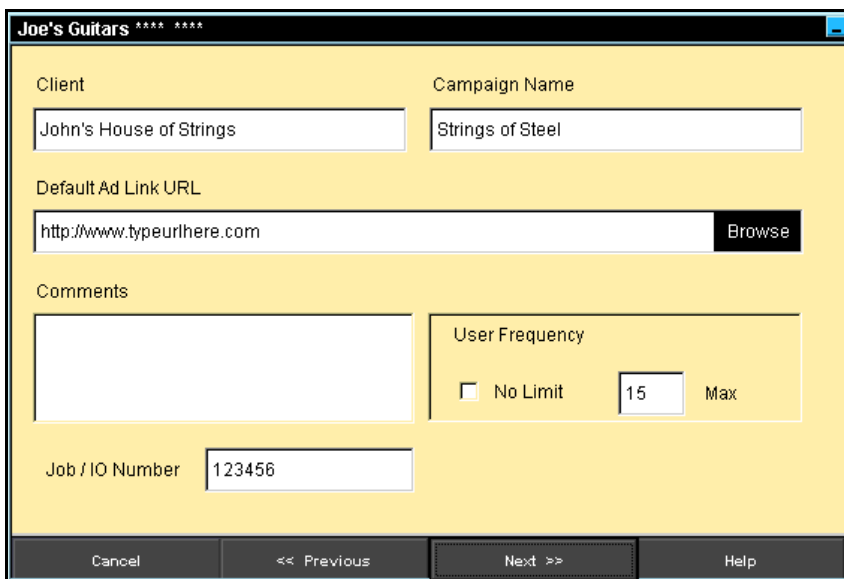 Joe's Guitars **** ****
Client Campaign Name
John's House of Strings Strings of Steel
Default Ad Link URL
http://www.typeurlhere.com Browse
Comments
User Frequency
No Limit 15 Max
Job / IO Number 123456
Cancel << Previous Next >> Help